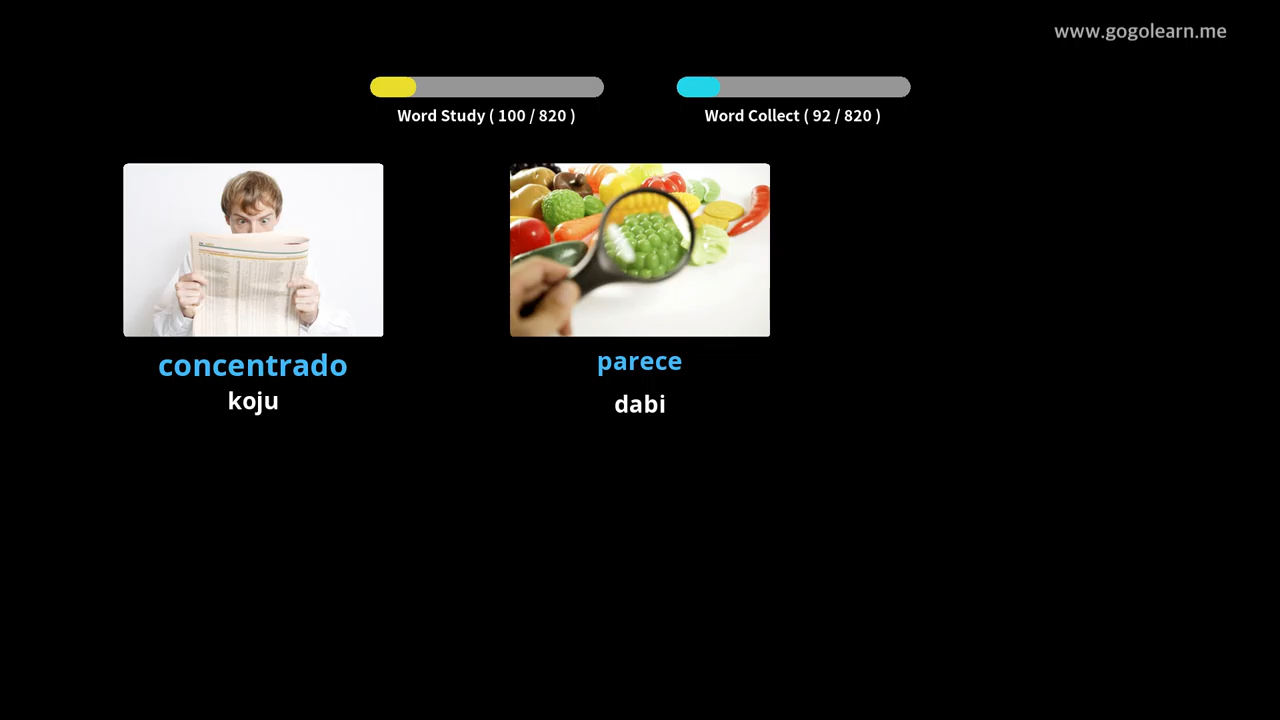 www.gogolearn.me
Word Study ( 100 / 820 )
Word Collect ( 92 / 820 )
concentrado
koju
parece
dabi